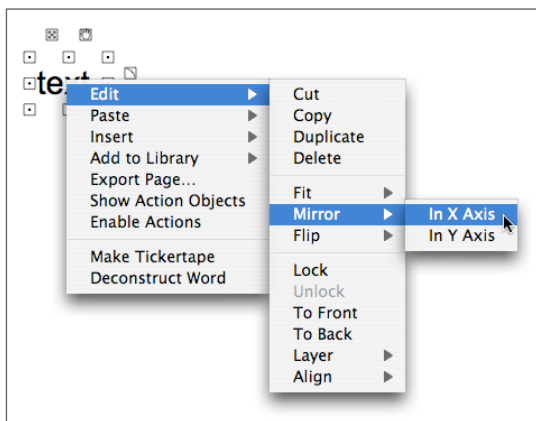 text
Edit
Paste
Insert
Add to Library
Export Page...
Show Action Objects
Enable Actions
Make Tickertape
Deconstruct Word
Cut
Copy
Duplicate
Delete
Fit
Mirror
Flip
Lock
Unlock
To Front
To Back
Layer
Align
In X Axis
In Y Axis